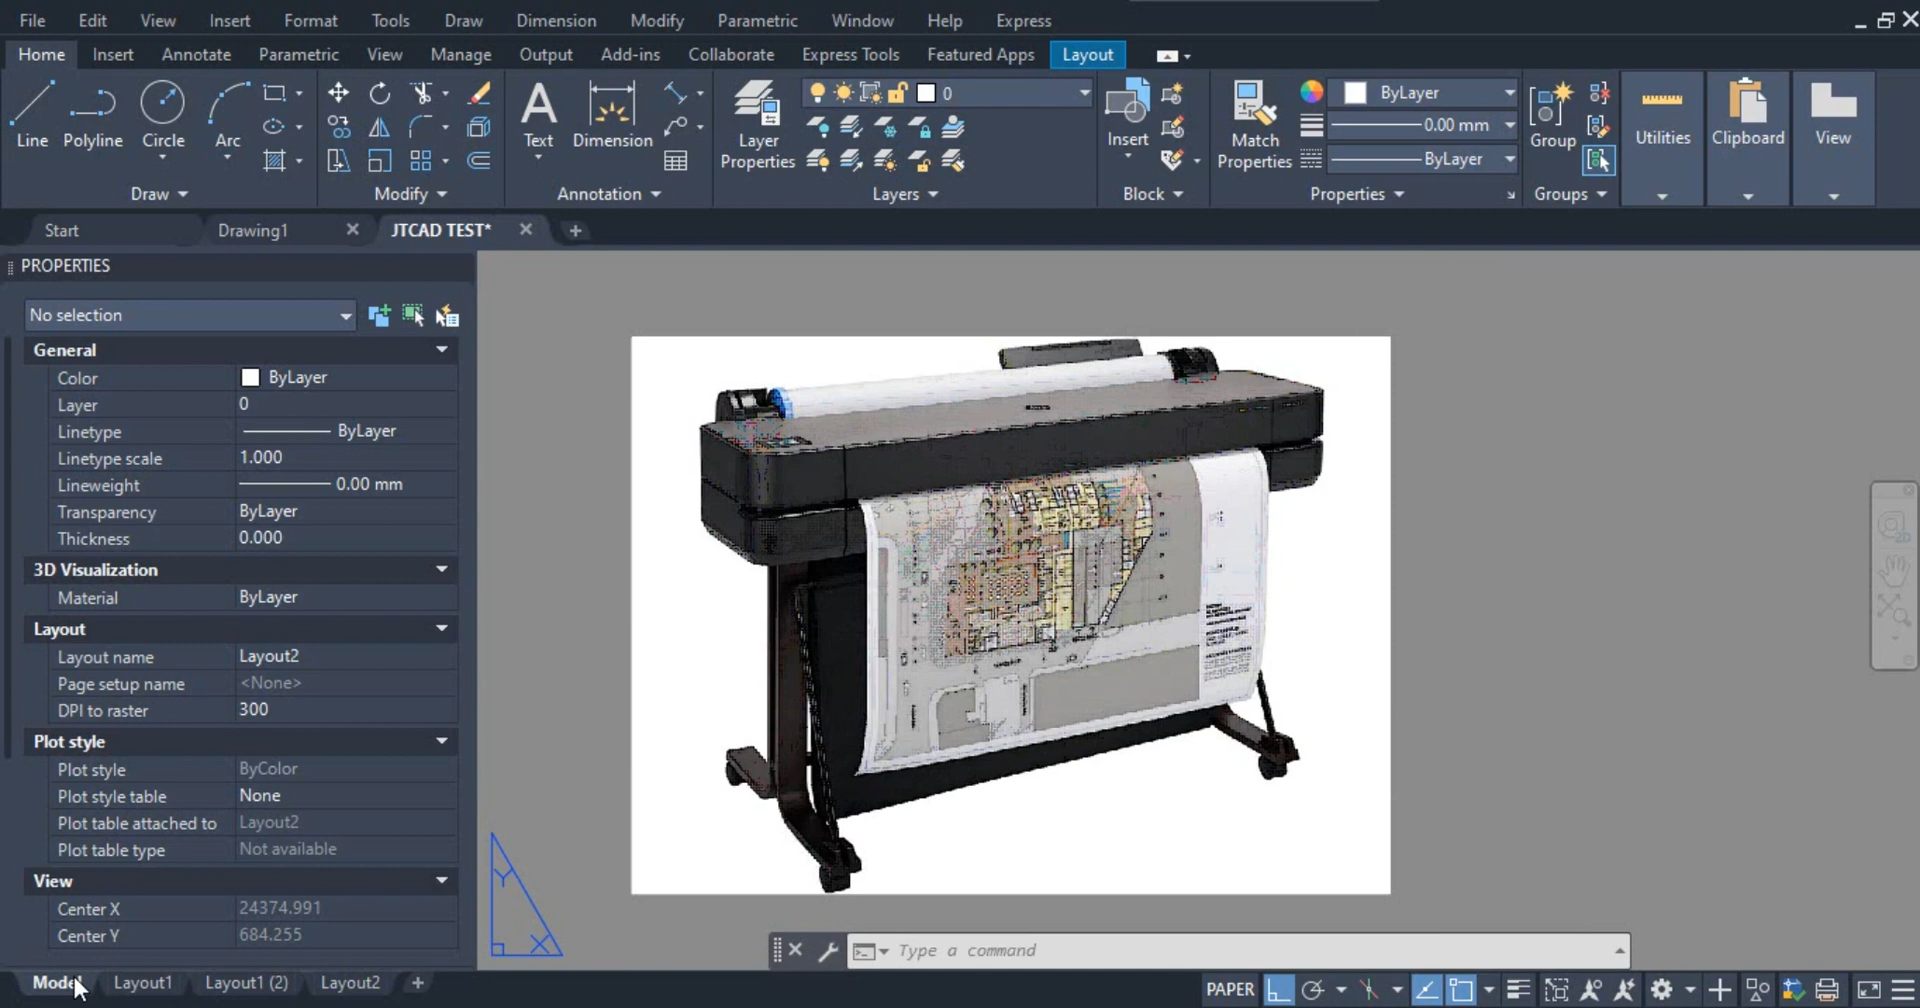 File Edit View Insert Format Tools Draw Dimension Modify Parametric Window Help Express
Home Insert Annotate Parametric View Manage Output Add-ins Collaborate Express Tools Featured Apps Layout
0
ByLayer
0.00 mm
ByLayer
Line Polyline Circle Arc
Text Dimension
Layer Properties
Insert
Match Properties
Group
Utilities Clipboard View
Draw Modify Annotation Layers Block Properties Groups
Start Drawing1 JTCAD TEST*
PROPERTIES
No selection
General
Color ByLayer
Layer 0
Linetype ByLayer
Linetype scale 1.000
Lineweight 0.00 mm
Transparency ByLayer
Thickness 0.000
3D Visualization
Material ByLayer
Layout
Layout name Layout2
Page setup name <None>
DPI to raster 300
Plot style
Plot style ByColor
Plot style table None
Plot table attached to Layout2
Plot table type Not available
View
Center X 24374.991
Center Y 684.255
Y
X
2D
Type a command
Model Layout1 Layout1 (2) Layout2 +
PAPER